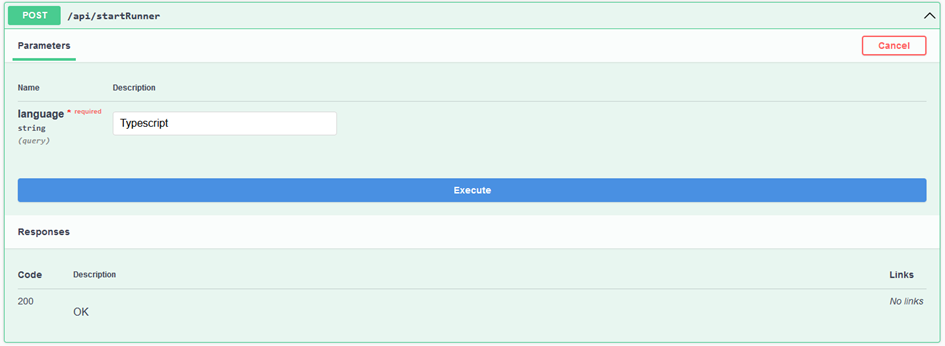 POST /api/startRunner
Parameters Cancel
Name Description
language * required
string
(query)
Typescript
Execute
Responses
Code Description Links
200 No links
OK